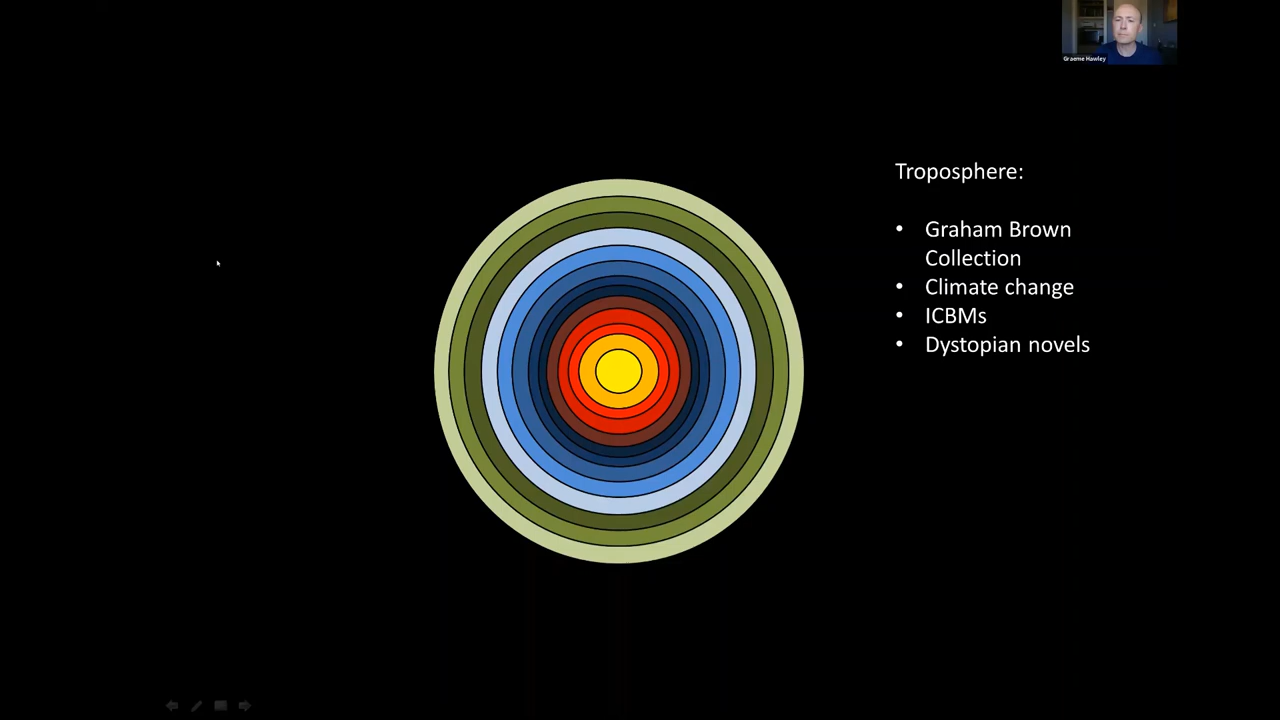 Graeme Hawley
Troposphere:
• Graham Brown
Collection
• Climate change
• ICBMs
• Dystopian novels